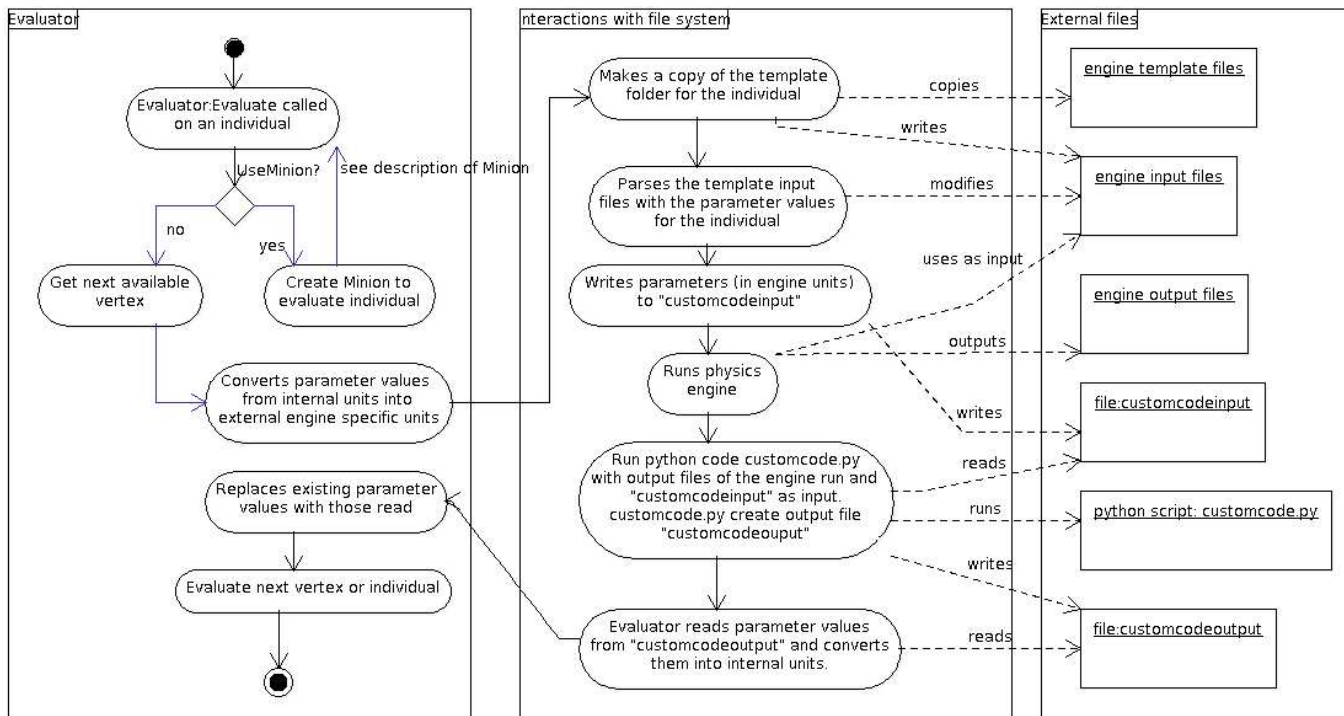 Evaluator
nteractions with file system
External files
Evaluator:Evaluate called
on an individual
UseMinion?
see description of Minion
no
yes
Get next available
vertex
Create Minion to
evaluate individual
Converts parameter values
from internal units into
external engine specific units
Replaces existing parameter
values with those read
Evaluate next vertex or individual
Makes a copy of the template
folder for the individual
Parses the template input
files with the parameter values
for the individual
Writes parameters (in engine units)
to "customcodeinput"
Runs physics
engine
Run python code customcode.py
with output files of the engine run and
"customcodeinput" as input.
customcode.py create output file
"customcodeouput"
Evaluator reads parameter values
from "customcodeoutput" and converts
them into internal units.
copies
writes
modifies
uses as input
outputs
writes
reads
runs
writes
reads
engine template files
engine input files
engine output files
file:customcodeinput
python script: customcode.py
file:customcodeoutput